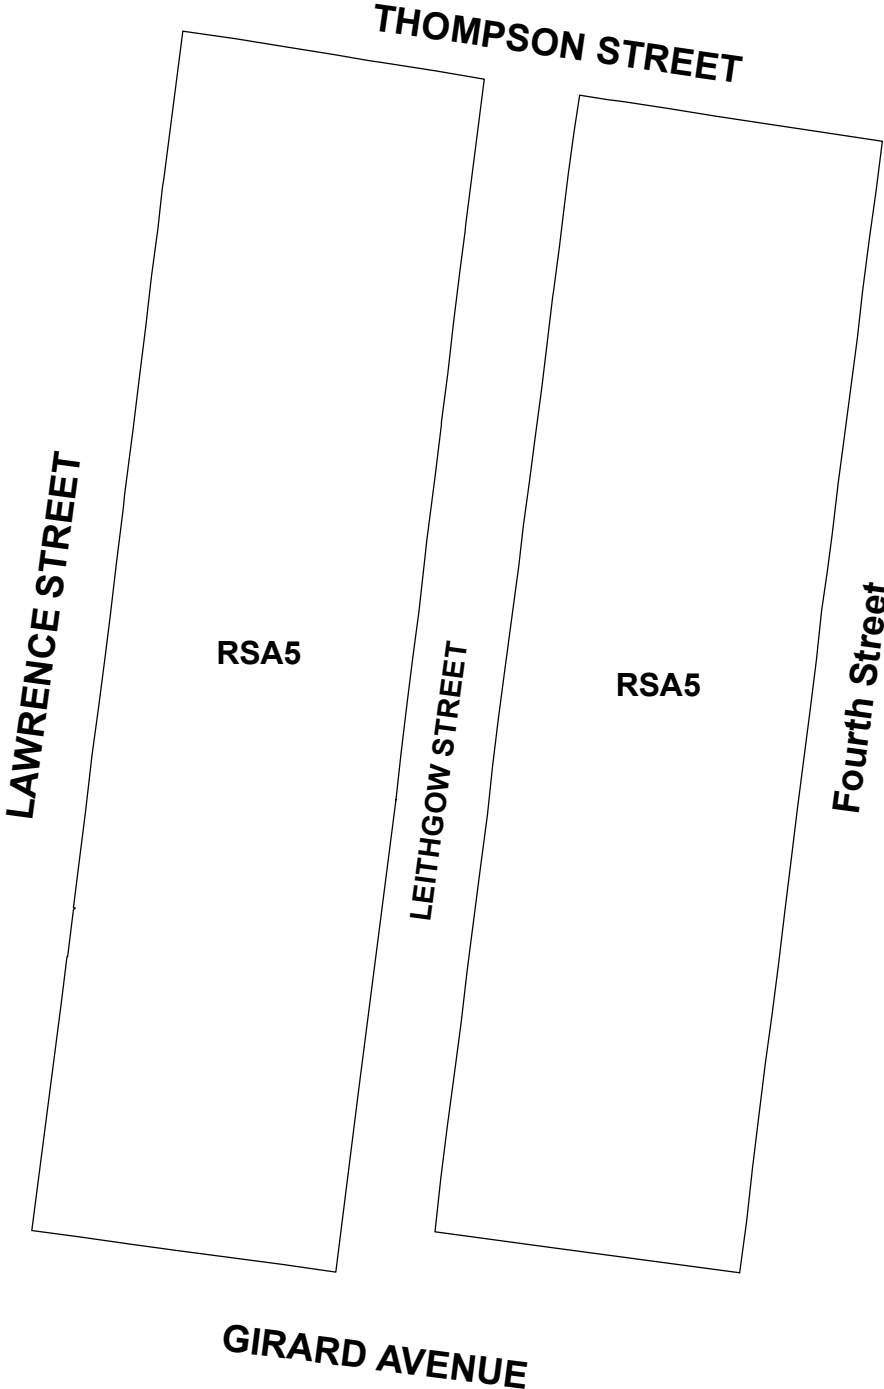 THOMPSON STREET
LAWRENCE STREET
RSA5
LEITHGOW STREET
RSA5
Fourth Street
GIRARD AVENUE